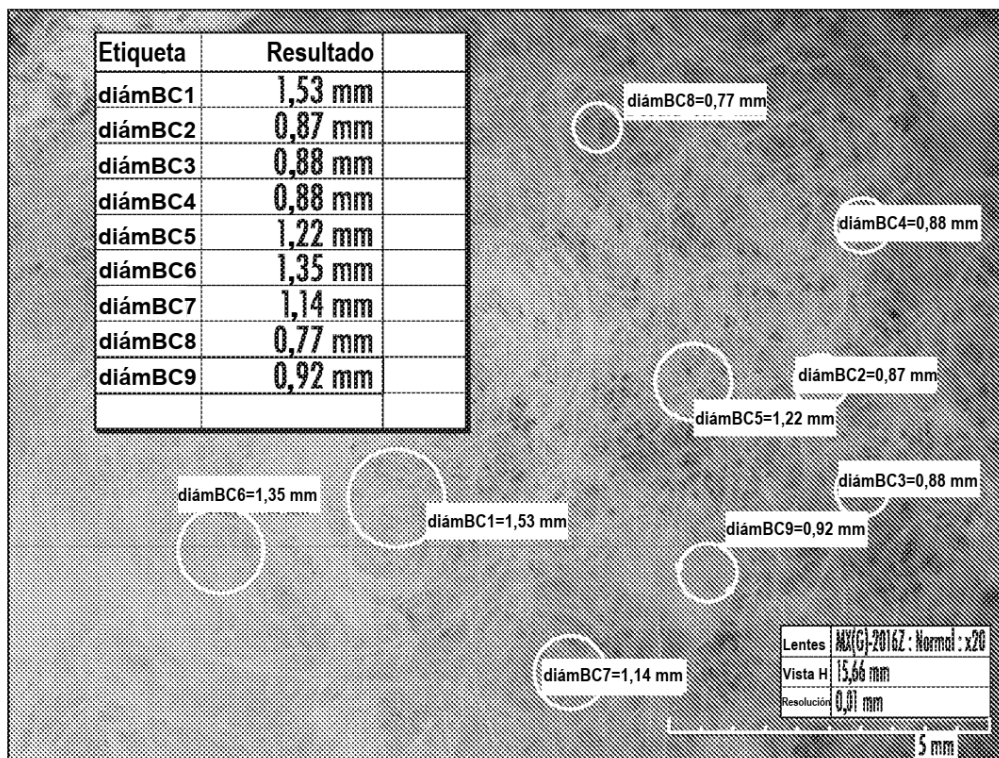 Etiqueta Resultado
diámBC1 1,53 mm
diámBC2 0,87 mm
diámBC3 0,88 mm
diámBC4 0,88 mm
diámBC5 1,22 mm
diámBC6 1,35 mm
diámBC7 1,14 mm
diámBC8 0,77 mm
diámBC9 0,92 mm
diámBC8=0,77 mm
diámBC4=0,88 mm
diámBC2=0,87 mm
diámBC5=1,22 mm
diámBC3=0,88 mm
diámBC6=1,35 mm
diámBC1=1,53 mm
diámBC9=0,92 mm
diámBC7=1,14 mm
Lentes MX(G)-2016Z : Normal : x20
Vista H 15,66 mm
Resolución 0,01 mm
5 mm